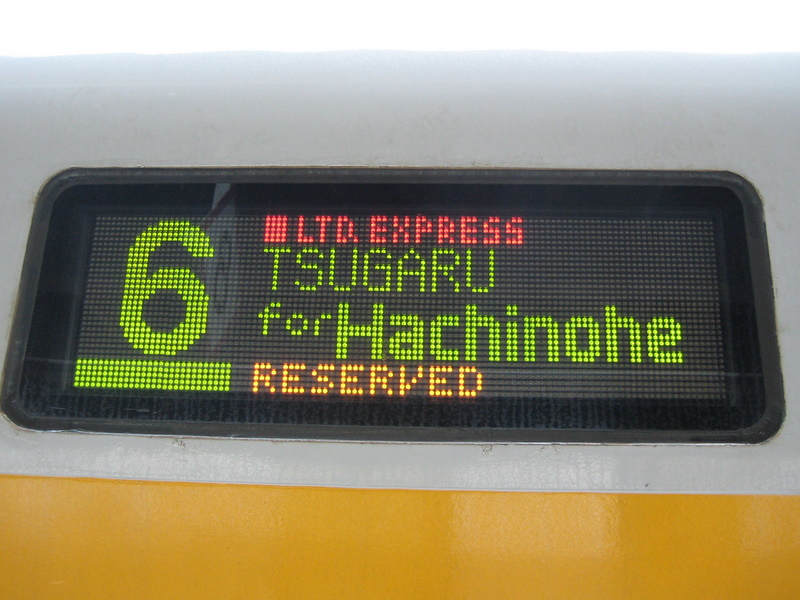 6
LTD. EXPRESS
TSUGARU
for Hachinohe
RESERVED